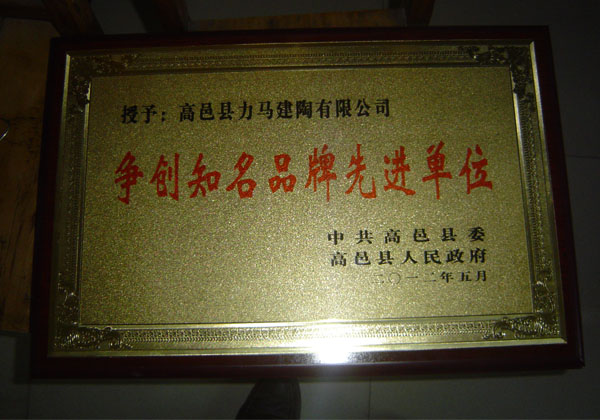 授予：高邑县力马建陶有限公司
争创知名品牌先进单位
中共高邑县委
高邑县人民政府
二〇一二年五月